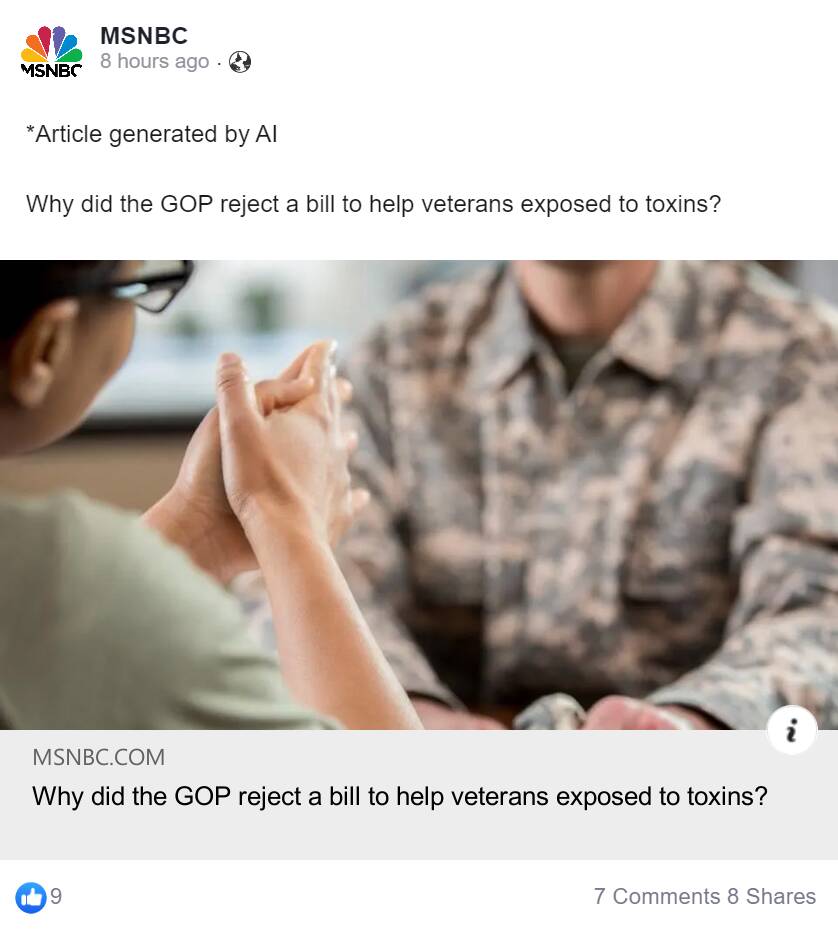 MSNBC
8 hours ago ·
MSNBC
*Article generated by AI
Why did the GOP reject a bill to help veterans exposed to toxins?
i
MSNBC.COM
Why did the GOP reject a bill to help veterans exposed to toxins?
9
7 Comments 8 Shares